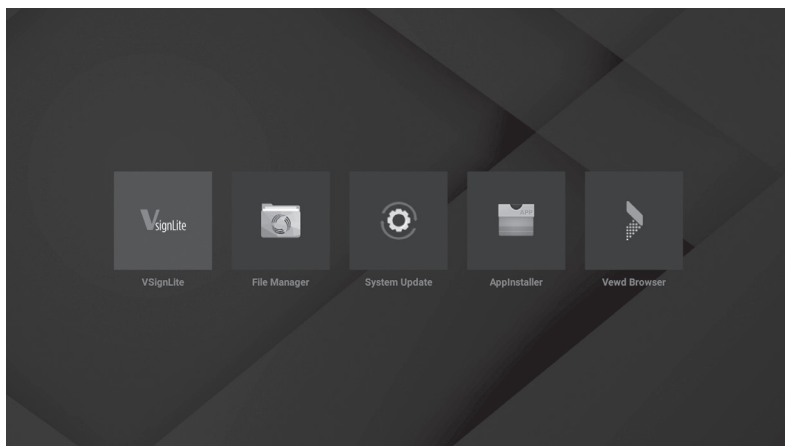 VsignLite
APP
VSignLite
File Manager
System Update
AppInstaller
Vewd Browser